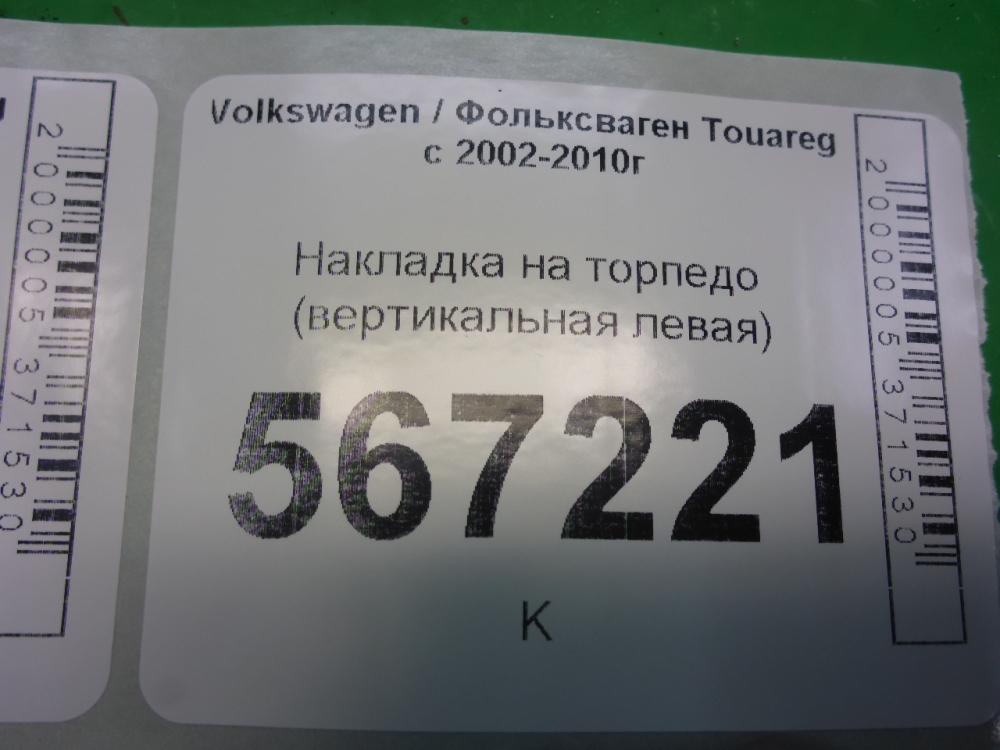 Volkswagen / Фольксваген Touareg
с 2002-2010г
Накладка на торпедо
(вертикальная левая)
567221
К
2000005371530
2000005371530